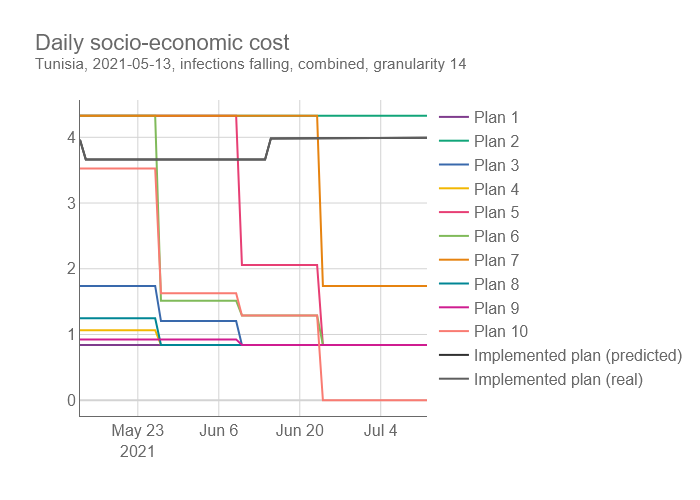 Daily socio-economic cost
Tunisia, 2021-05-13, infections falling, combined, granularity 14
4
3
2
1
0
May 23
2021
Jun 6
Jun 20
Jul 4
Plan 1
Plan 2
Plan 3
Plan 4
Plan 5
Plan 6
Plan 7
Plan 8
Plan 9
Plan 10
Implemented plan (predicted)
Implemented plan (real)